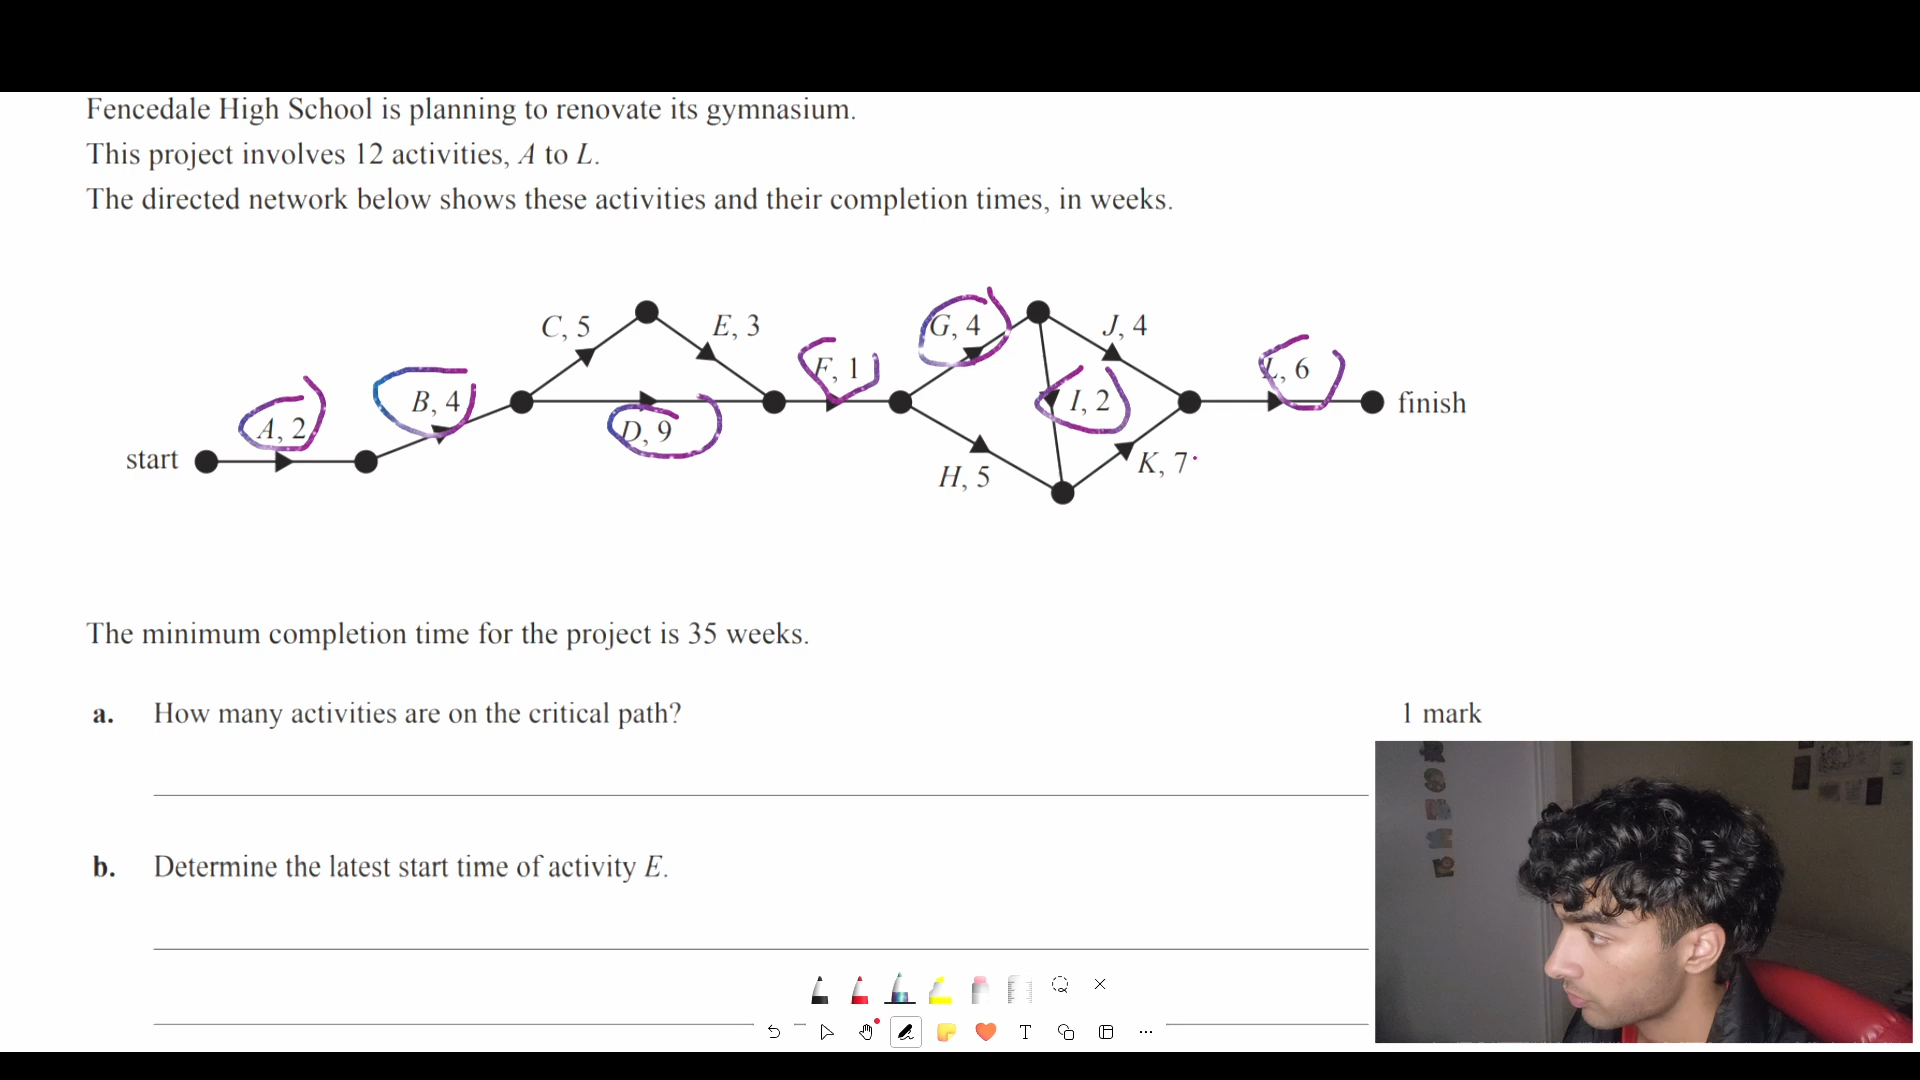 Fencedale High School is planning to renovate its gymnasium.
This project involves 12 activities, A to L.
The directed network below shows these activities and their completion times, in weeks.
C, 5
E, 3
G, 4
J, 4
F, 1
L, 6
A, 2
B, 4
D, 9
I, 2
finish
start
H, 5
K, 7
The minimum completion time for the project is 35 weeks.
a. How many activities are on the critical path? 1 mark
b. Determine the latest start time of activity E.
T